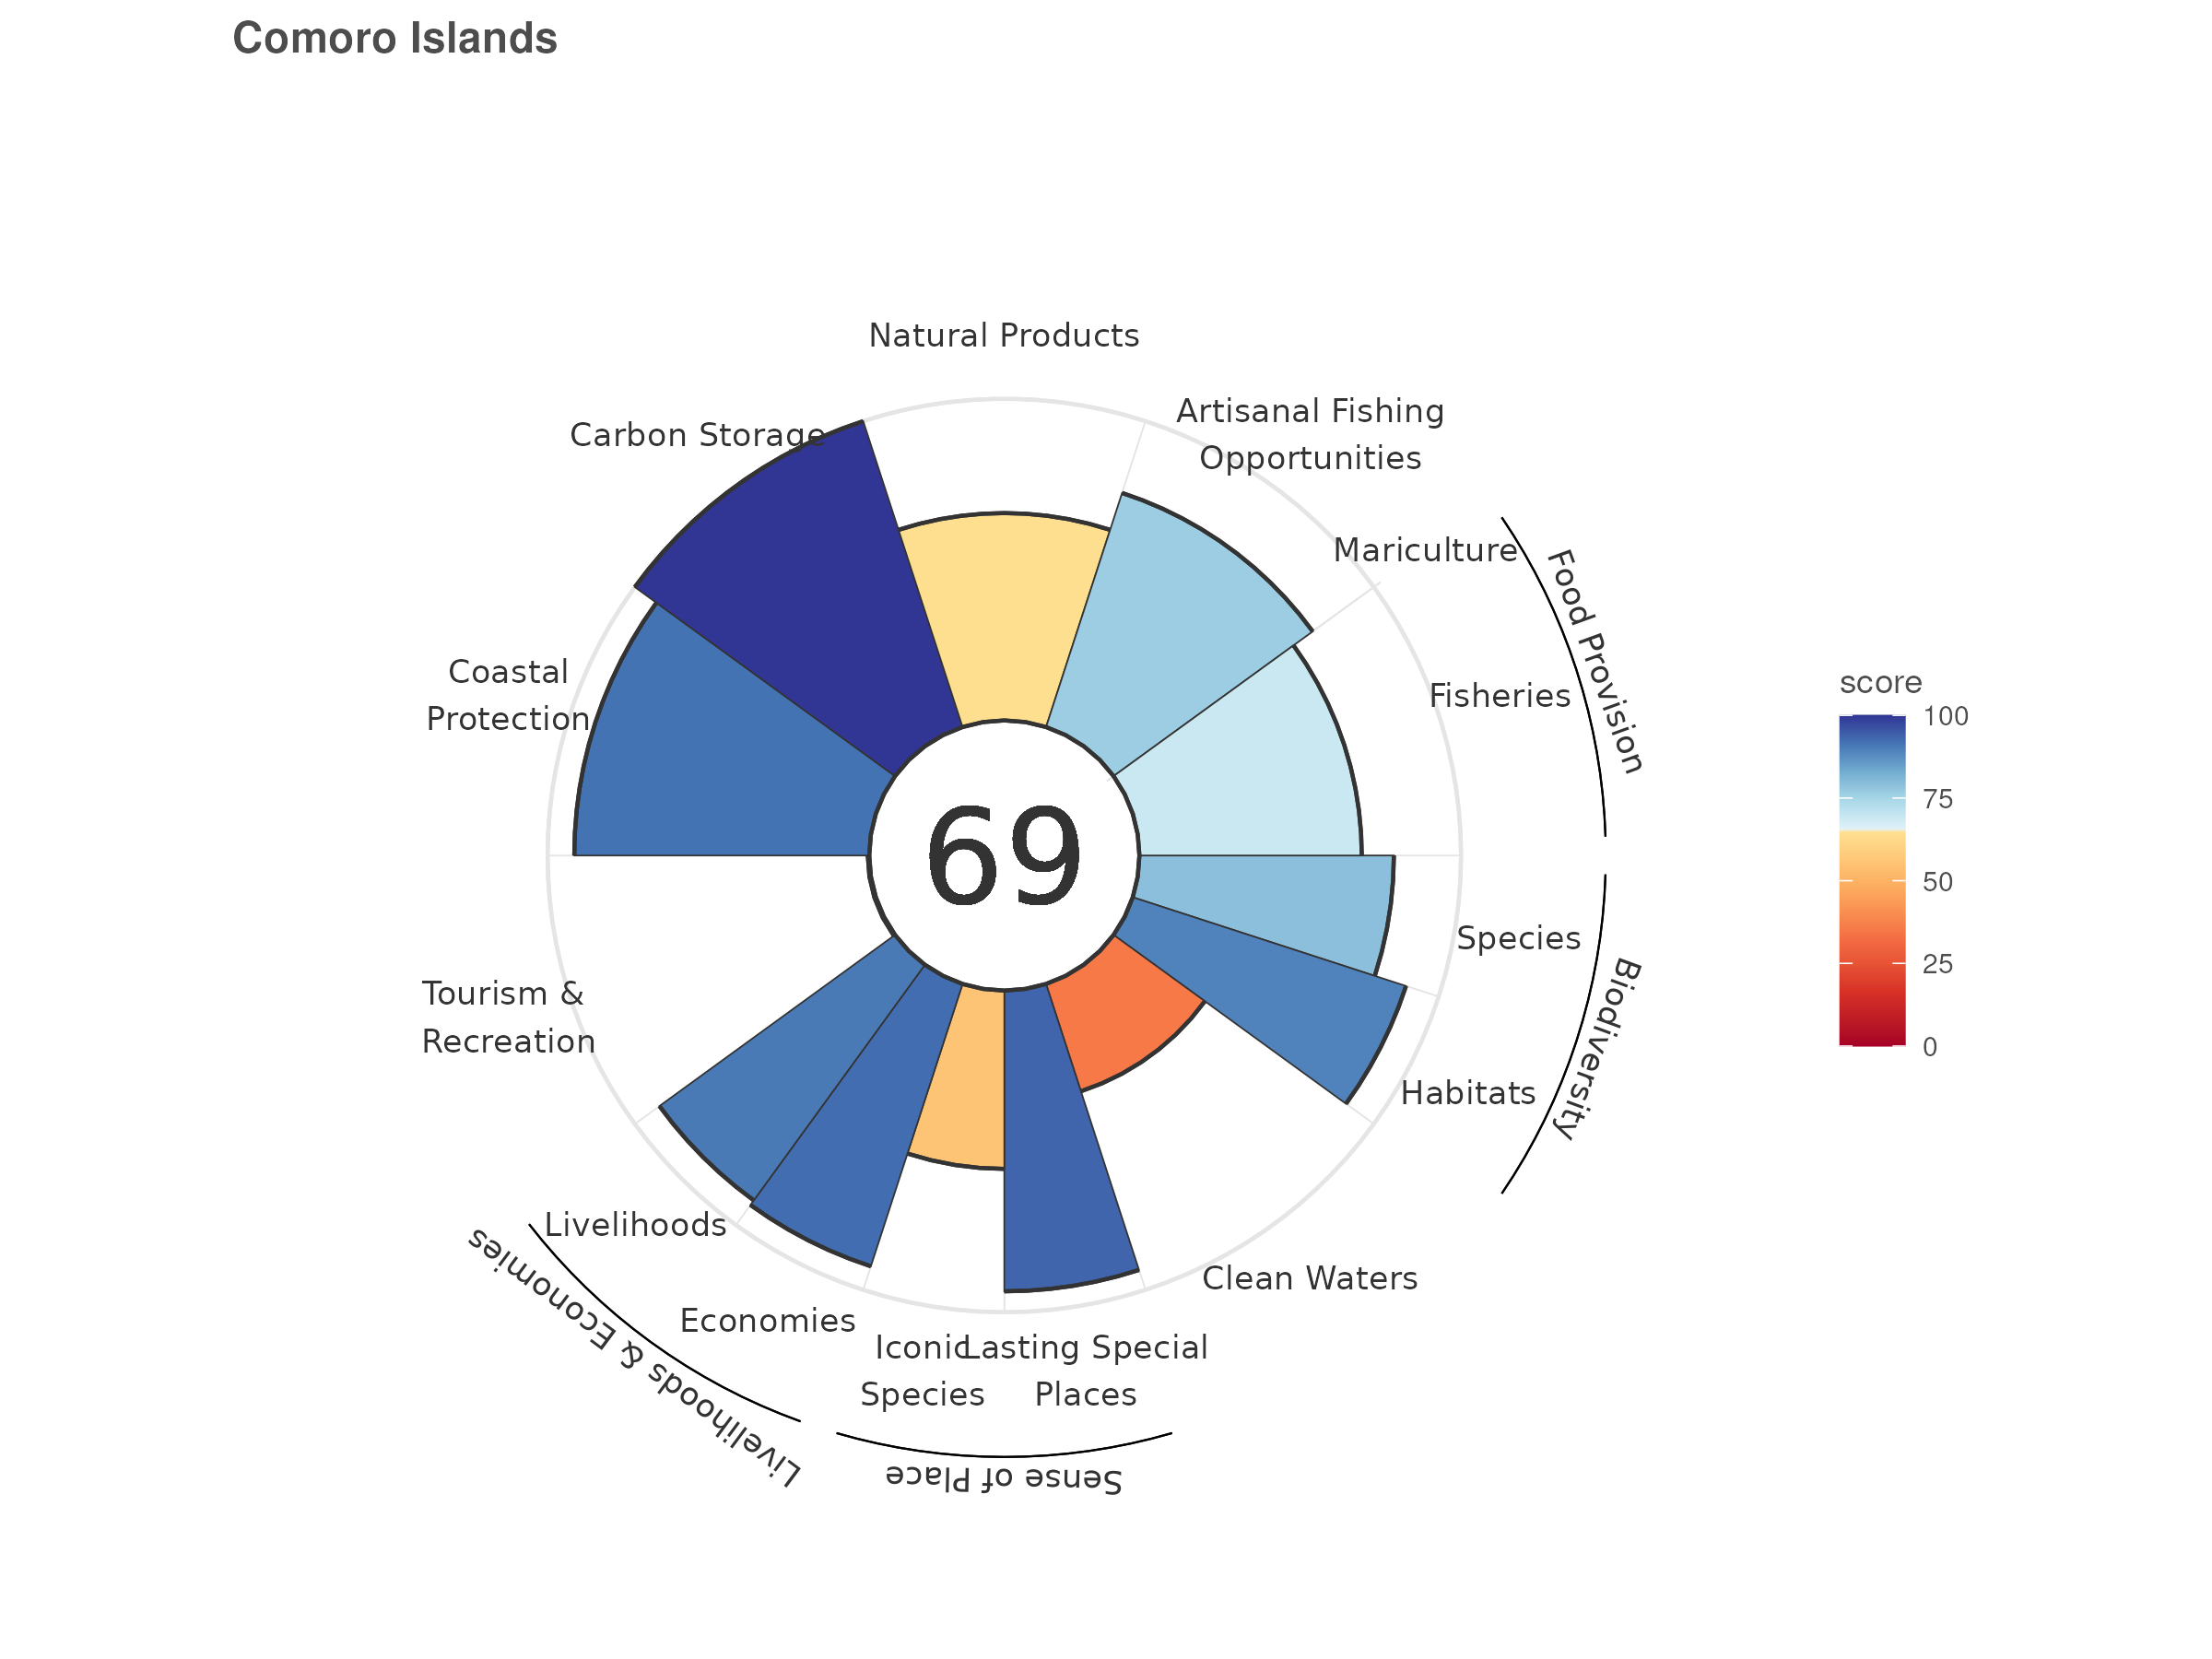 Comoro Islands
Natural Products
Artisanal Fishing
Opportunities
Carbon Storage
Mariculture
Food Provision
Fisheries
Coastal
Protection
score
100
75
50
25
0
69
Species
Biodiversity
Habitats
Tourism &
Recreation
Livelihoods
Livelihoods & Economies
Economies
Clean Waters
Iconic
Species
Lasting Special
Places
Sense of Place